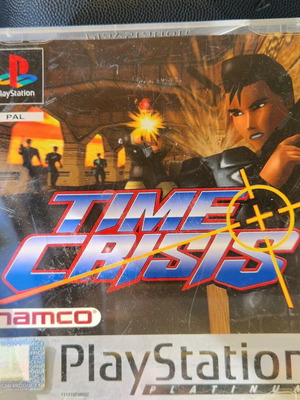 PlayStation
PAL
TIME
CRISIS
namco
PlayStation
PLATINUM